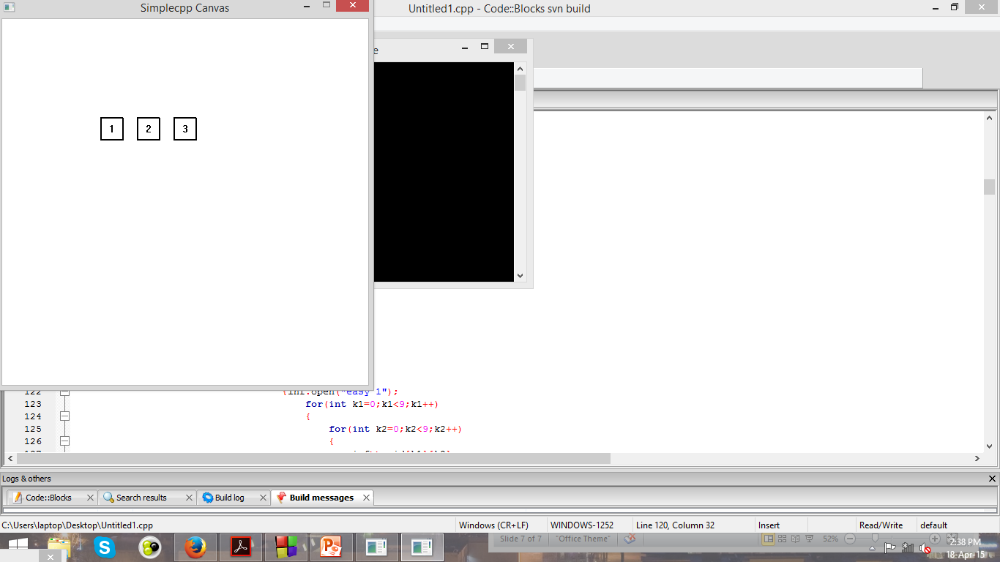 Simplecpp Canvas
Untitled1.cpp - Code::Blocks svn build
e
1 2 3
122 {inf.open("easy 1");
123 for(int k1=0;k1<9;k1++)
124 {
125 for(int k2=0;k2<9;k2++)
126 {
Logs & others
Code::Blocks Search results Build log Build messages
C:\Users\laptop\Desktop\Untitled1.cpp Windows (CR+LF) WINDOWS-1252 Line 120, Column 32 Insert Read/Write default
Slide 7 of 7 "Office Theme" 52%
2:38 PM
18-Apr-15